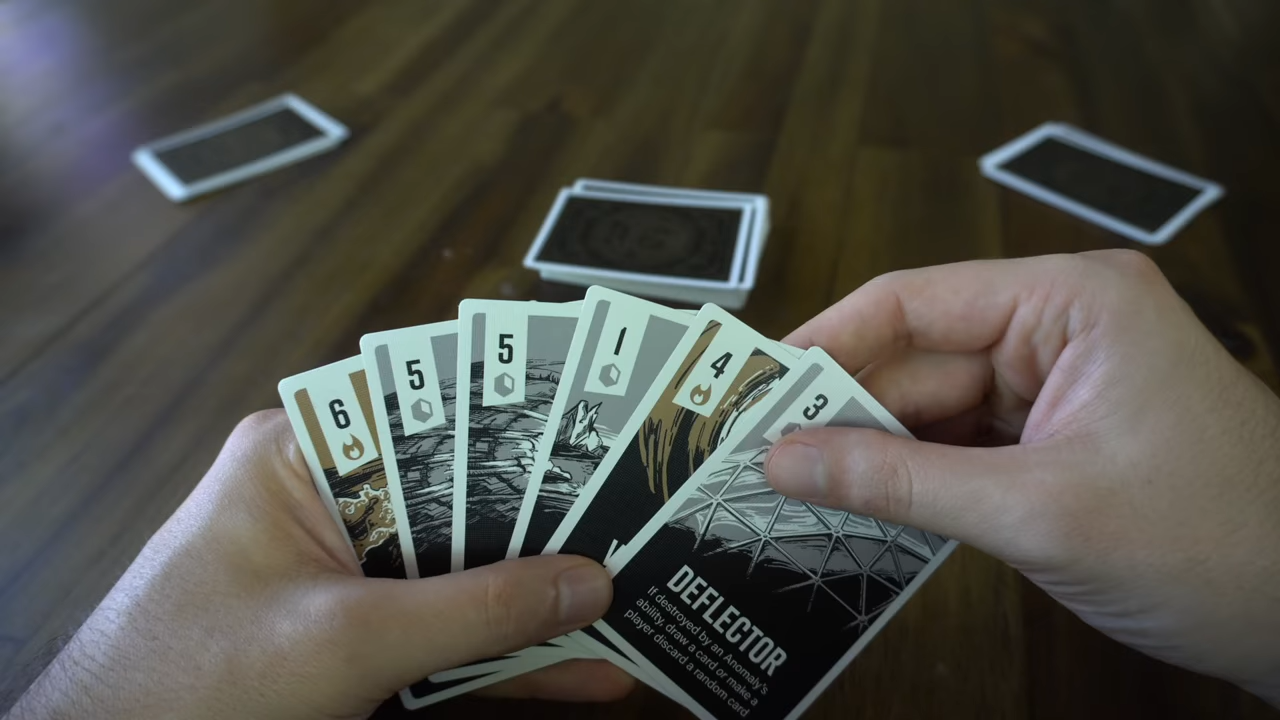 6
5
5
1
4
3
DEFLECTOR
If destroyed by an Anomaly's
ability, draw a card or make a
player discard a random card